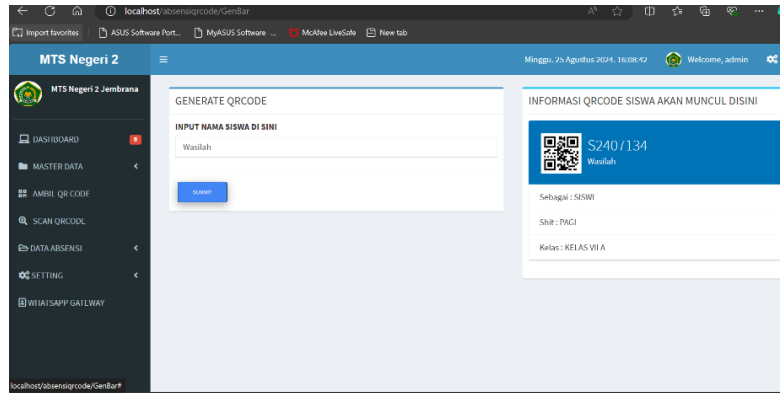 localhost/absensiqrcode/GenBar
Import favorites
ASUS Software Port...
MyASUS Software ...
McAfee LiveSafe
New tab
MTS Negeri 2
Minggu. 25 Agustus 2024. 16:08:42
Welcome, admin
MTS Negeri 2 Jembrana
DASHBOARD
MASTER DATA
AMBIL QR CODE
SCAN QRCODE
DATA ABSENSI
SETTING
WHATSAPP GATEWAY
GENERATE QRCODE
INPUT NAMA SISWA DI SINI
Wasilah
SUBMIT
INFORMASI QRCODE SISWA AKAN MUNCUL DISINI
S2407134
Wasilah
Sebagai : SISWI
Shit : PAGI
Kelas : KELAS VII A
localhost/absensiqrcode/GenBar#